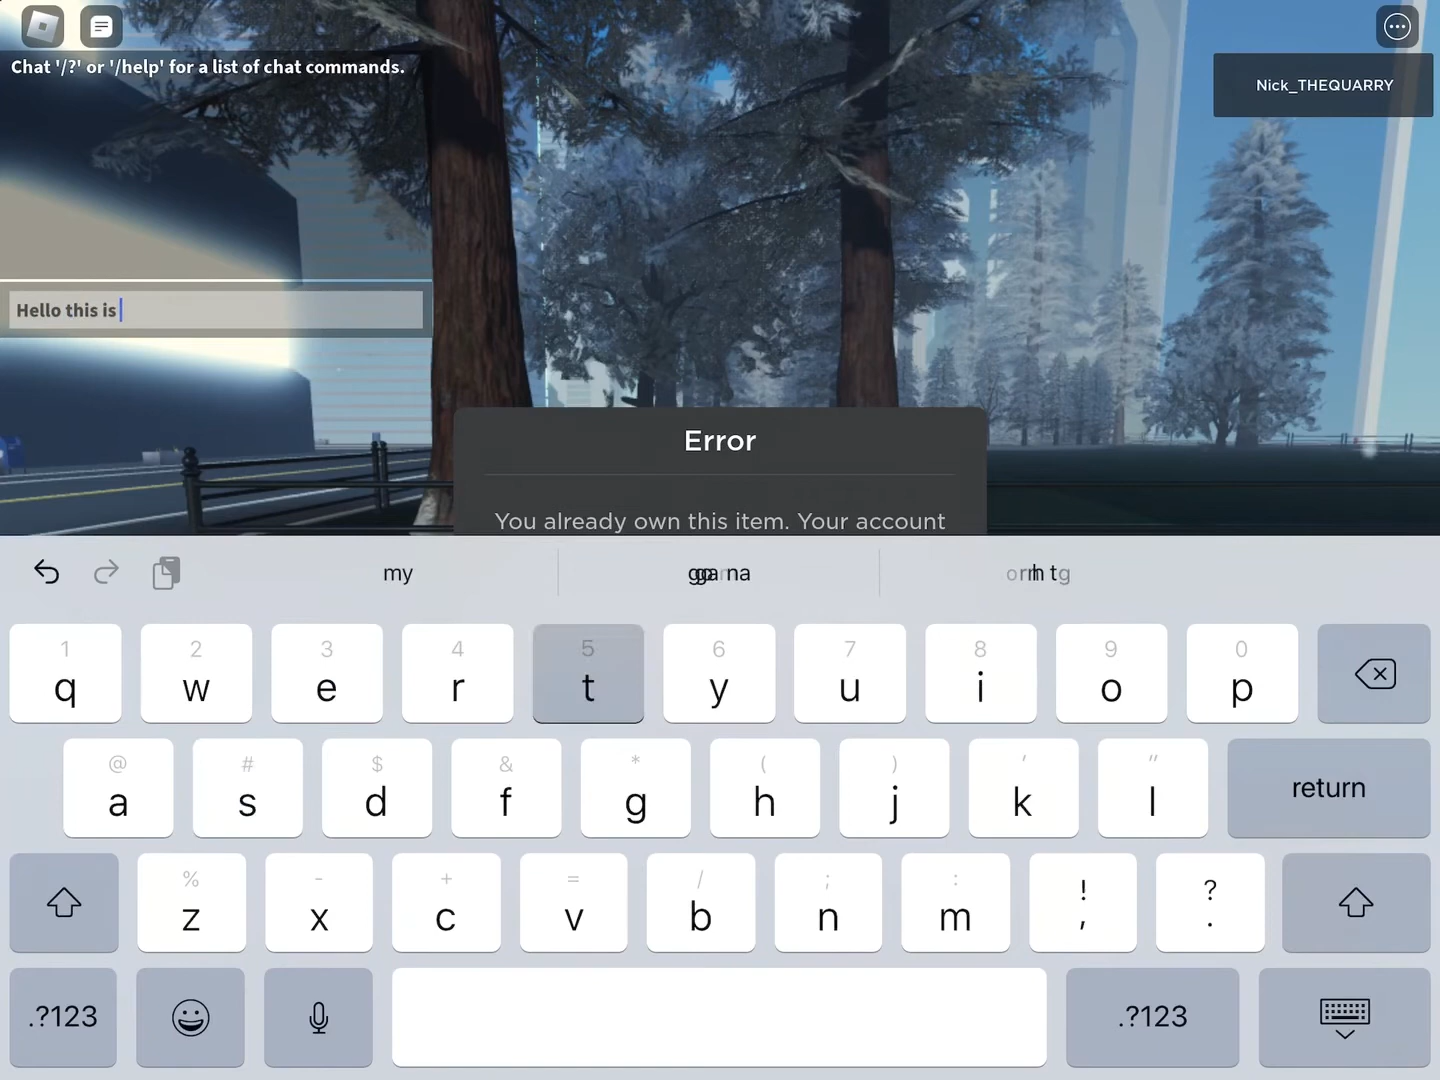 Chat '/?' or '/help' for a list of chat commands.
Nick_THEQUARRY
Hello this is
Error
You already own this item. Your account
my
1 2 3 4 5 6 7 8 9 0
q w e r t y u i o p
@ # $ & * ( ) ' "
a s d f g h j k l return
% - + = / ; : ! ?
z x c v b n m , .
.?123 .?123